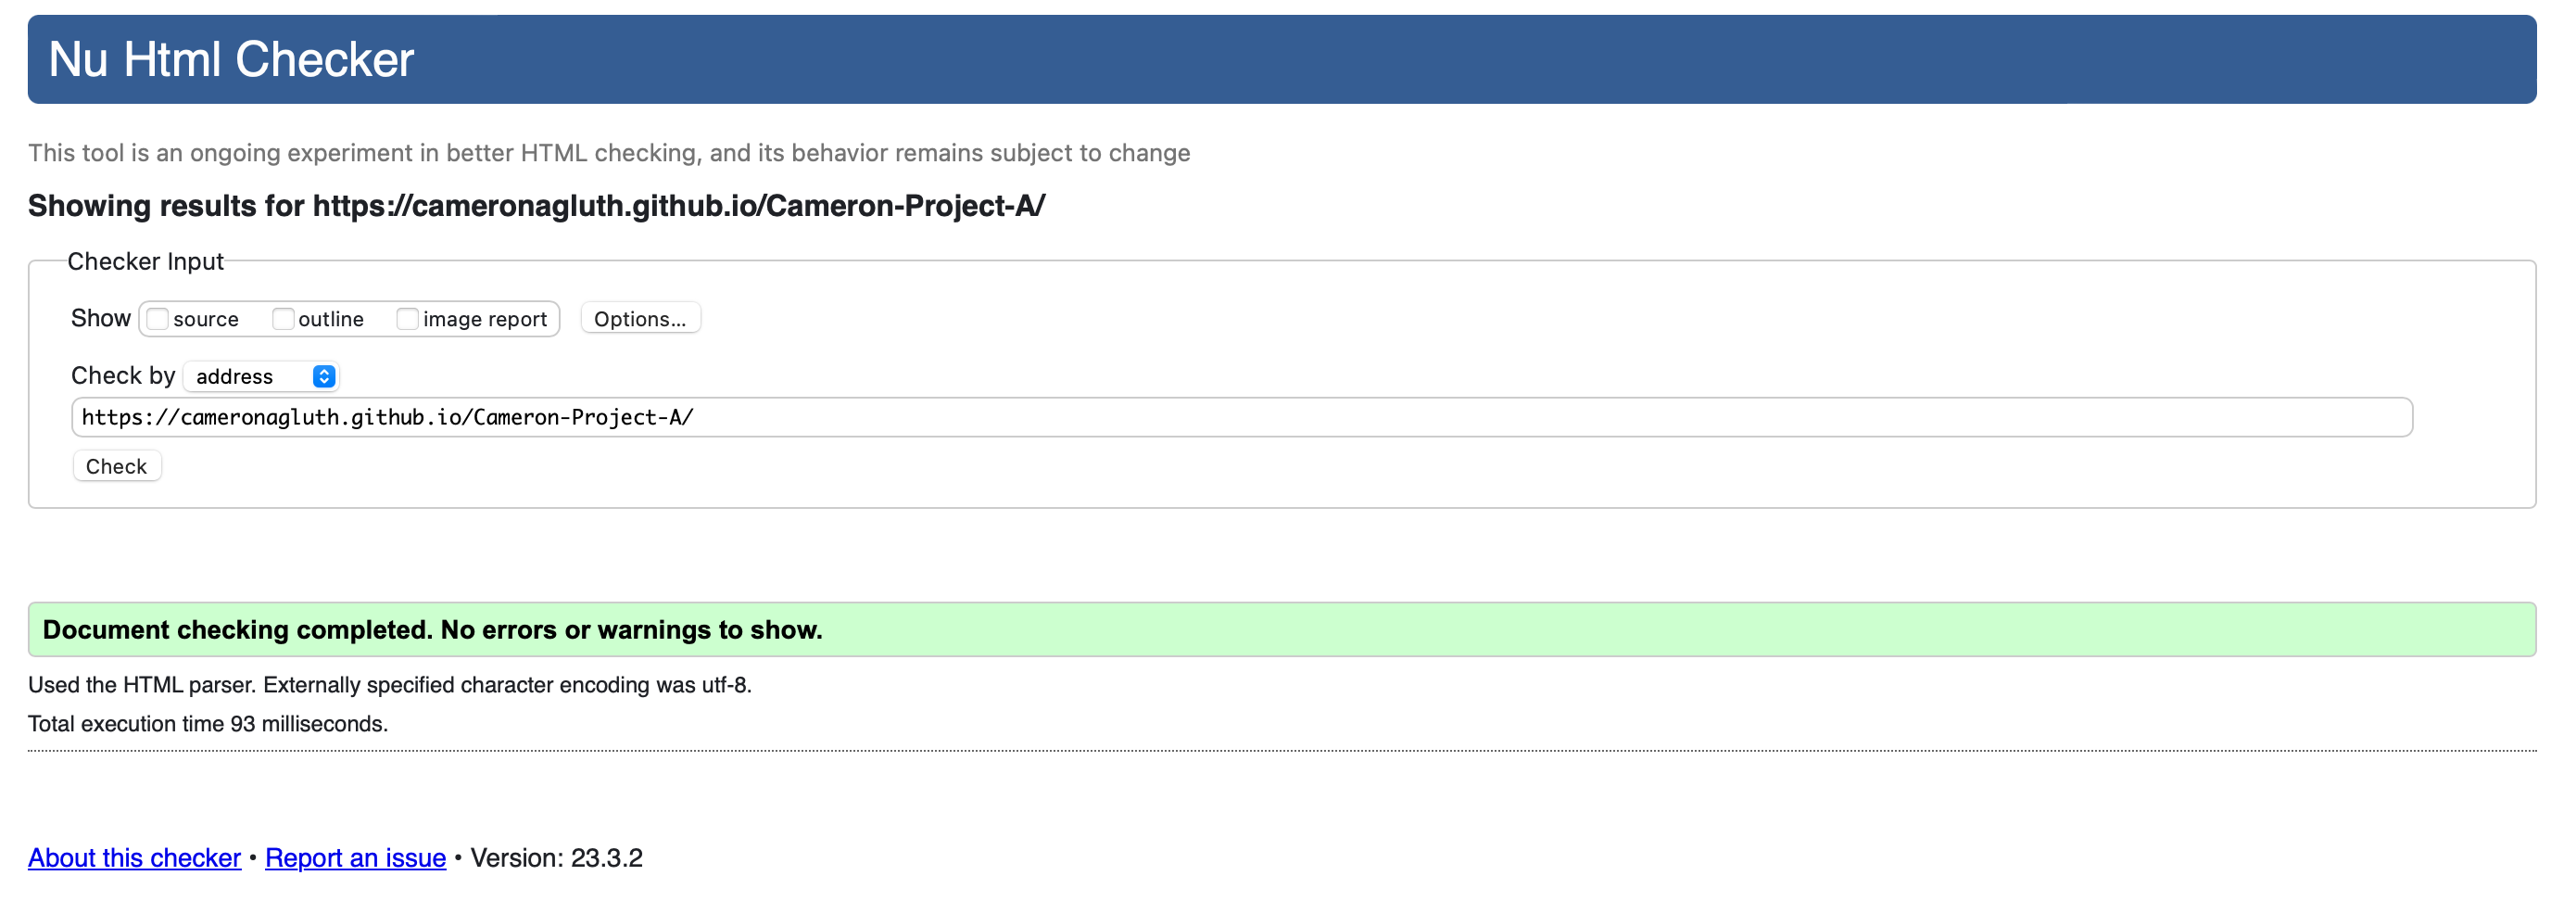 Nu Html Checker
This tool is an ongoing experiment in better HTML checking, and its behavior remains subject to change
Showing results for https://cameronagluth.github.io/Cameron-Project-A/
Checker Input
Show source outline image report Options...
Check by address
https://cameronagluth.github.io/Cameron-Project-A/
Check
Document checking completed. No errors or warnings to show.
Used the HTML parser. Externally specified character encoding was utf-8.
Total execution time 93 milliseconds.
About this checker • Report an issue • Version: 23.3.2